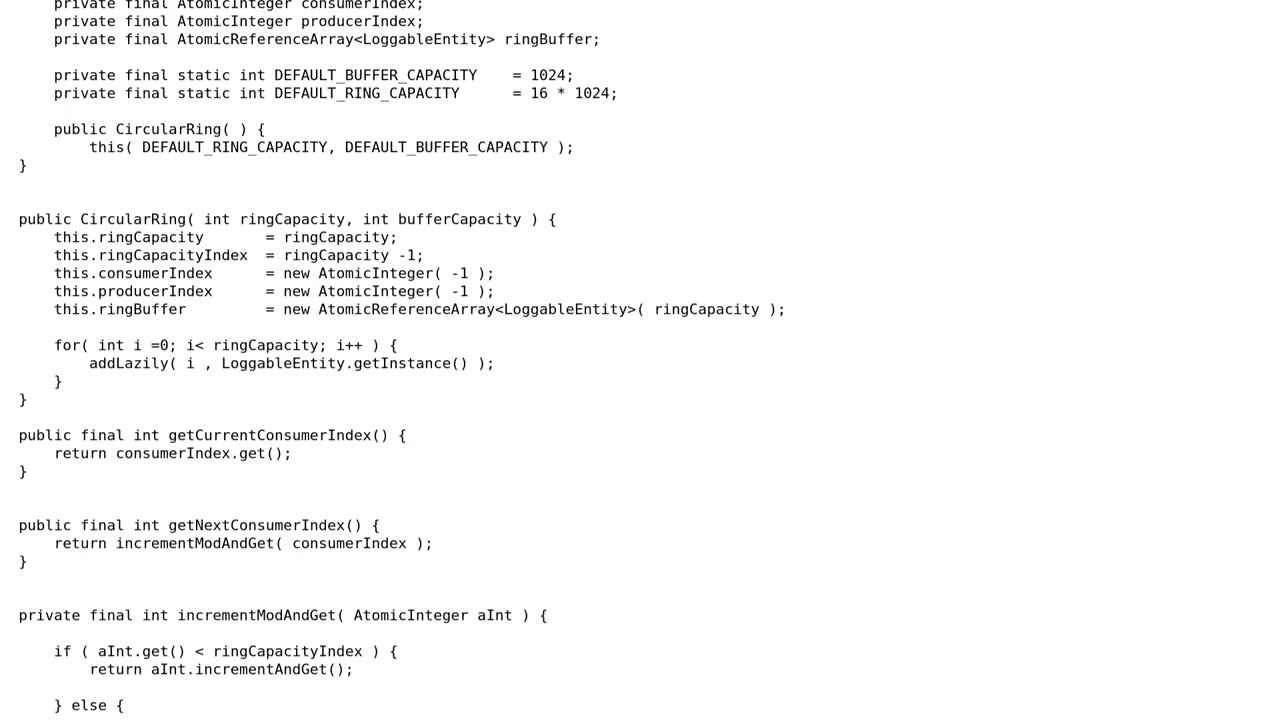 private final AtomicInteger consumerIndex;
    private final AtomicInteger producerIndex;
    private final AtomicReferenceArray<LoggableEntity> ringBuffer;

    private final static int DEFAULT_BUFFER_CAPACITY    = 1024;
    private final static int DEFAULT_RING_CAPACITY      = 16 * 1024;

    public CircularRing( ) {
        this( DEFAULT_RING_CAPACITY, DEFAULT_BUFFER_CAPACITY );
}


public CircularRing( int ringCapacity, int bufferCapacity ) {
    this.ringCapacity       = ringCapacity;
    this.ringCapacityIndex  = ringCapacity -1;
    this.consumerIndex      = new AtomicInteger( -1 );
    this.producerIndex      = new AtomicInteger( -1 );
    this.ringBuffer         = new AtomicReferenceArray<LoggableEntity>( ringCapacity );

    for( int i =0; i< ringCapacity; i++ ) {
        addLazily( i , LoggableEntity.getInstance() );
    }
}

public final int getCurrentConsumerIndex() {
    return consumerIndex.get();
}


public final int getNextConsumerIndex() {
    return incrementModAndGet( consumerIndex );
}


private final int incrementModAndGet( AtomicInteger aInt ) {

    if ( aInt.get() < ringCapacityIndex ) {
        return aInt.incrementAndGet();

    } else {